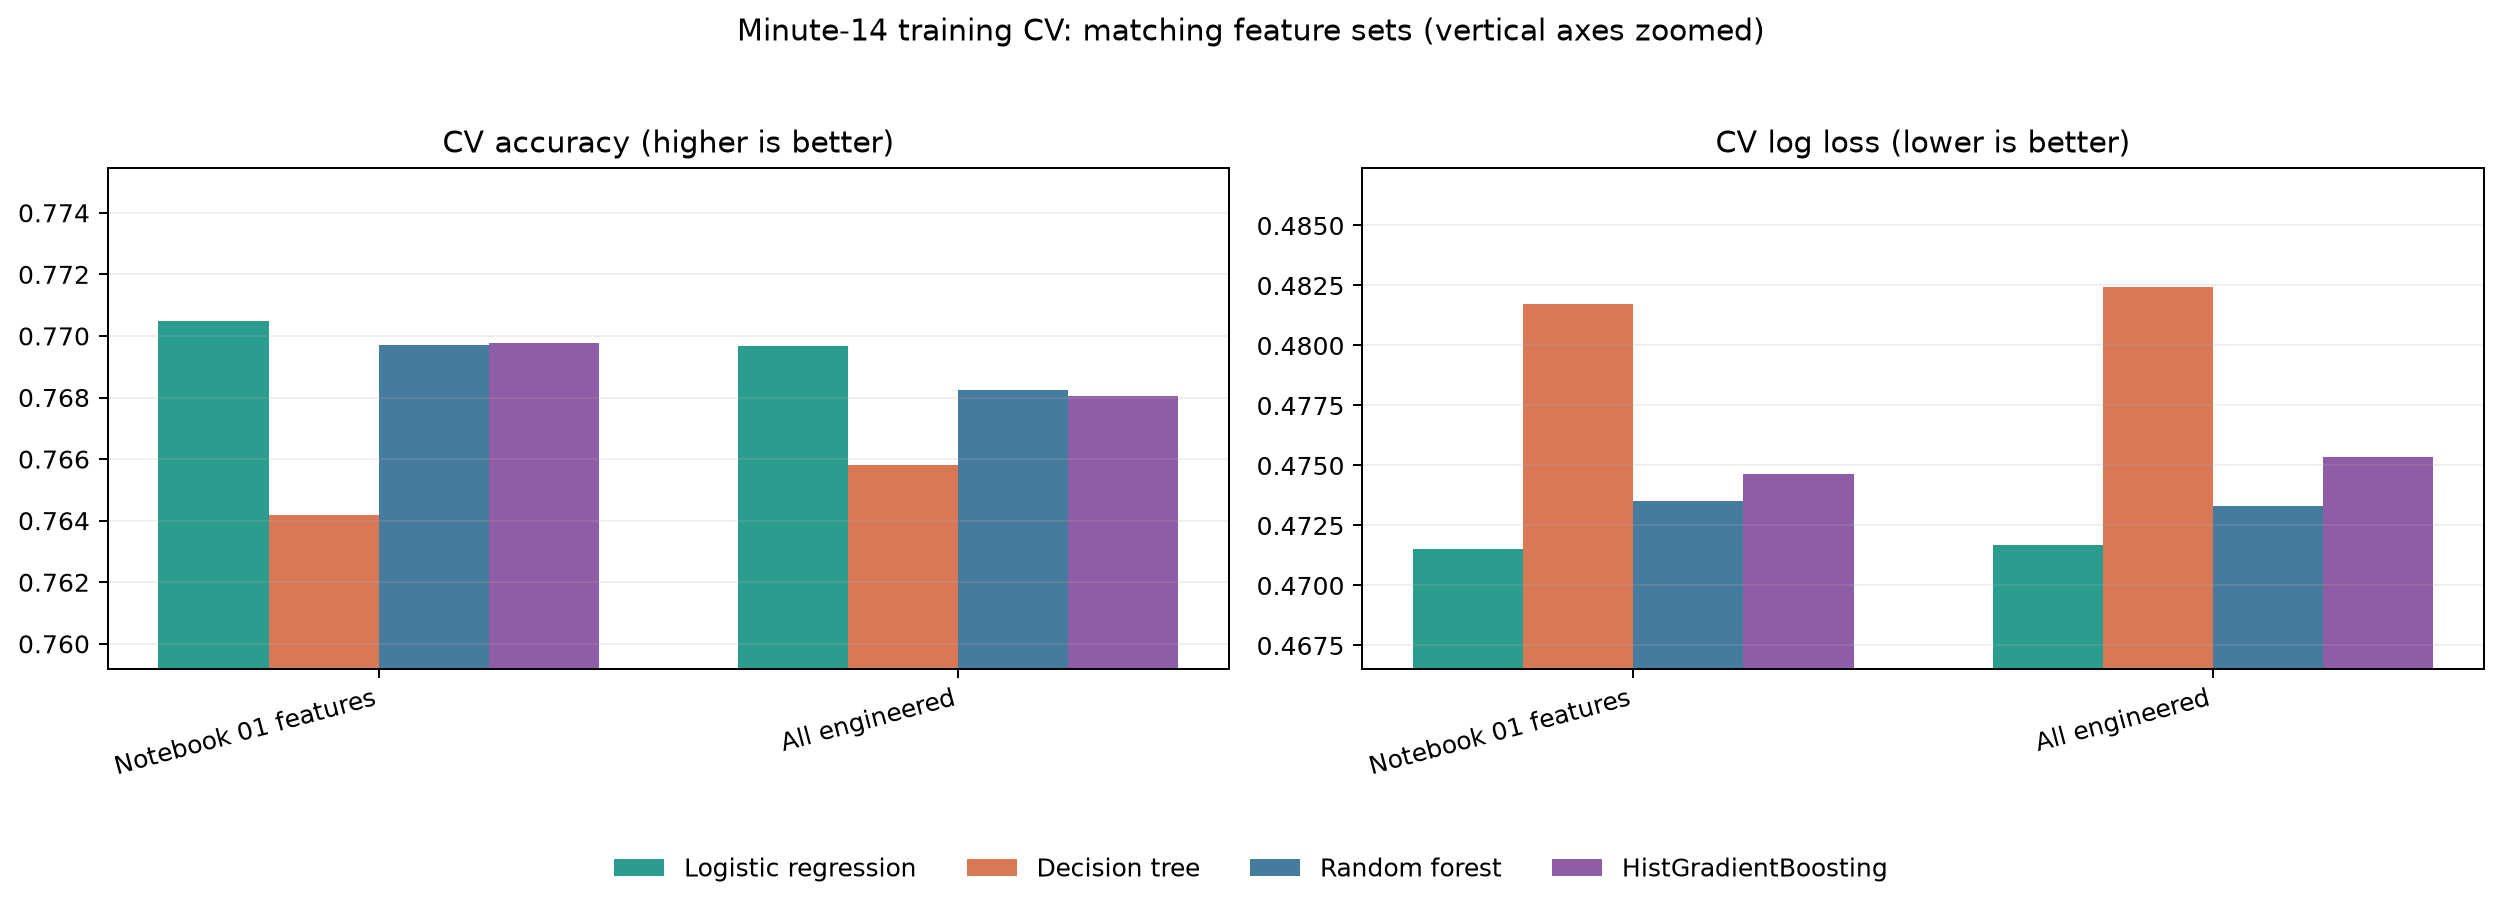 Minute-14 training CV: matching feature sets (vertical axes zoomed)
CV accuracy (higher is better)
0.774
0.772
0.770
0.768
0.766
0.764
0.762
0.760
Notebook 01 features
All engineered
CV log loss (lower is better)
0.4850
0.4825
0.4800
0.4775
0.4750
0.4725
0.4700
0.4675
Notebook 01 features
All engineered
Logistic regression
Decision tree
Random forest
HistGradientBoosting